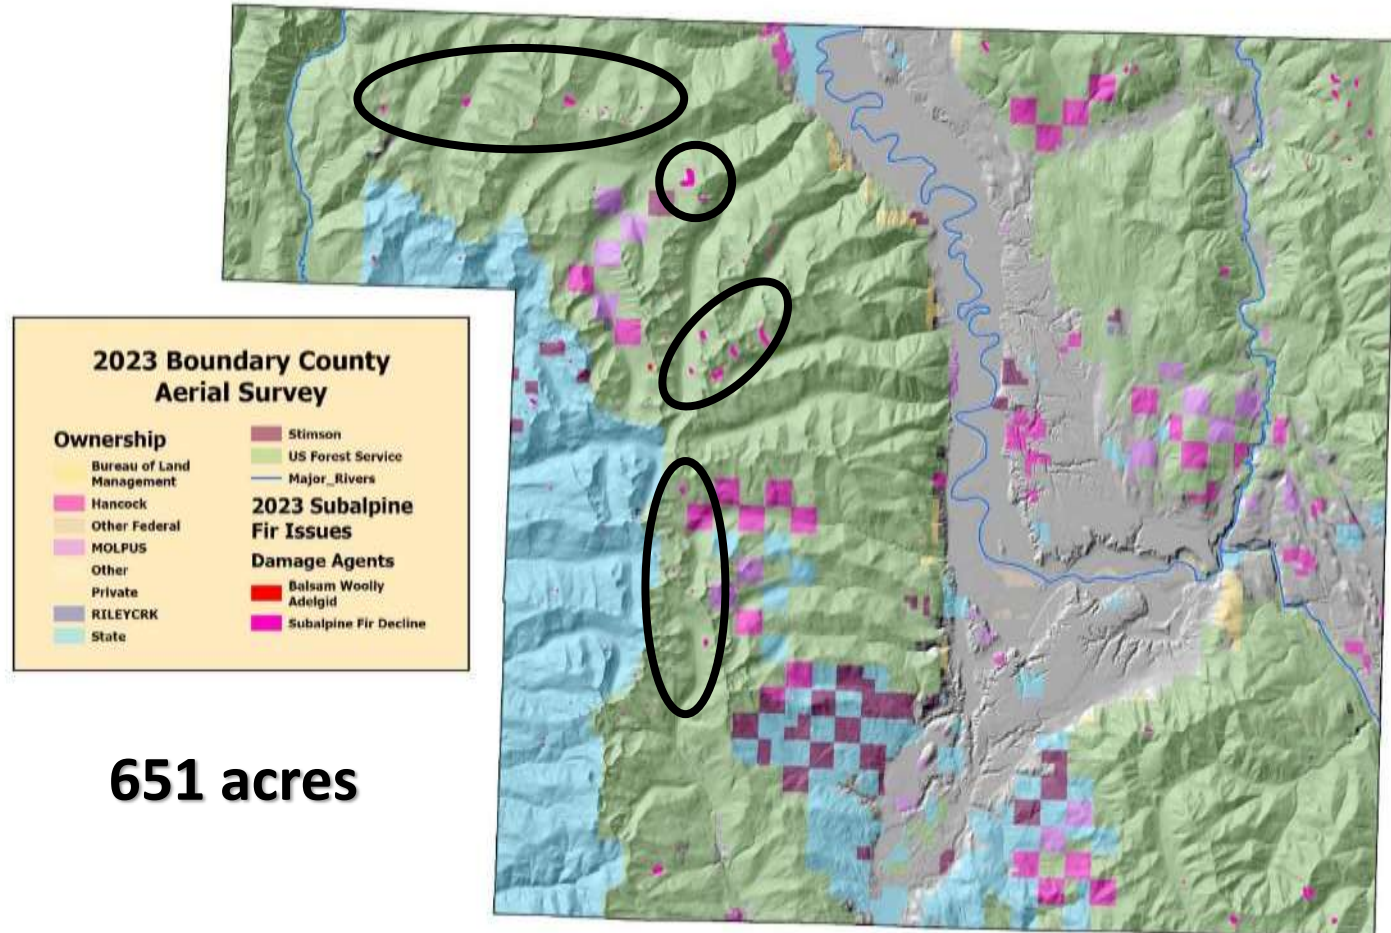 2023 Boundary County
Aerial Survey
Ownership
Bureau of Land
Management
Hancock
Other Federal
MOLPUS
Other
Private
RILEYCRK
State
Stimson
US Forest Service
Major_Rivers
2023 Subalpine
Fir Issues
Damage Agents
Balsam Woolly
Adelgid
Subalpine Fir Decline
651 acres